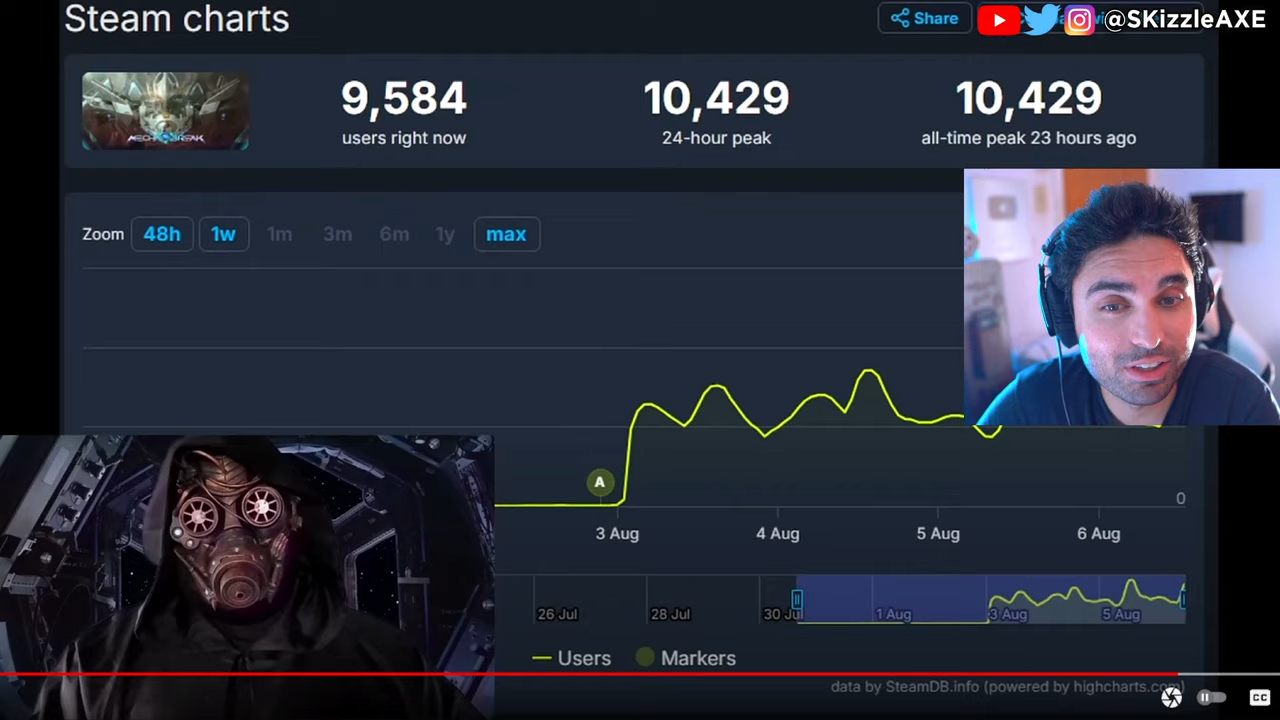 Steam charts
Share
@SKizzleAXE
9,584
10,429
10,429
users right now
24-hour peak
all-time peak 23 hours ago
MECHA BREAK
Zoom
48h
1w
1m
3m
6m
1y
max
A
0
3 Aug
4 Aug
5 Aug
6 Aug
26 Jul
28 Jul
30 Jul
1 Aug
3 Aug
5 Aug
Users
Markers
data by SteamDB.info (powered by highcharts.com)
CC